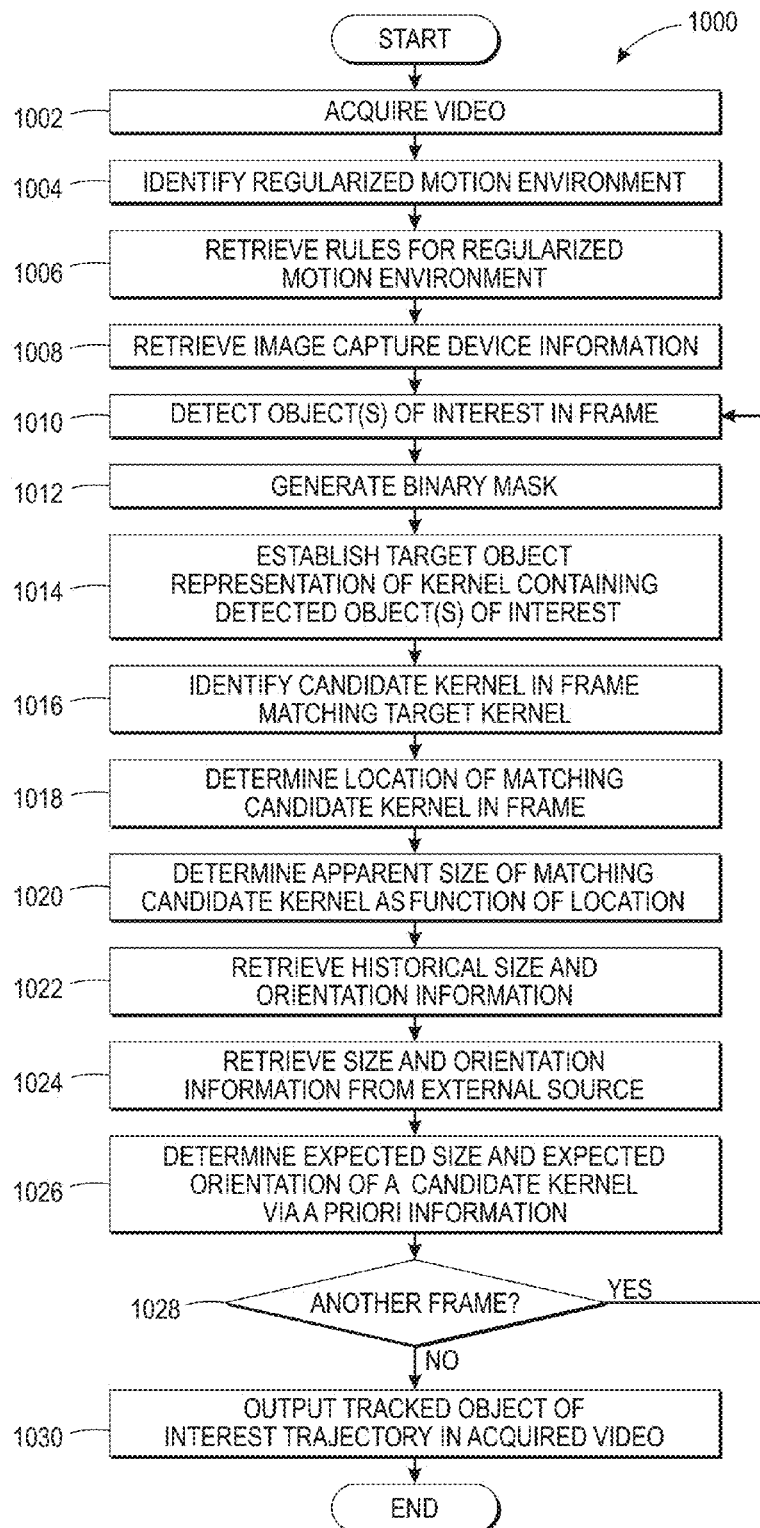 START
1000
1002
ACQUIRE VIDEO
1004
IDENTIFY REGULARIZED MOTION ENVIRONMENT
1006
RETRIEVE RULES FOR REGULARIZED
MOTION ENVIRONMENT
1008
RETRIEVE IMAGE CAPTURE DEVICE INFORMATION
1010
DETECT OBJECT(S) OF INTEREST IN FRAME
1012
GENERATE BINARY MASK
1014
ESTABLISH TARGET OBJECT
REPRESENTATION OF KERNEL CONTAINING
DETECTED OBJECT(S) OF INTEREST
1016
IDENTIFY CANDIDATE KERNEL IN FRAME
MATCHING TARGET KERNEL
1018
DETERMINE LOCATION OF MATCHING
CANDIDATE KERNEL IN FRAME
1020
DETERMINE APPARENT SIZE OF MATCHING
CANDIDATE KERNEL AS FUNCTION OF LOCATION
1022
RETRIEVE HISTORICAL SIZE AND
ORIENTATION INFORMATION
1024
RETRIEVE SIZE AND ORIENTATION
INFORMATION FROM EXTERNAL SOURCE
1026
DETERMINE EXPECTED SIZE AND EXPECTED
ORIENTATION OF A CANDIDATE KERNEL
VIA A PRIORI INFORMATION
1028
ANOTHER FRAME?
YES
NO
1030
OUTPUT TRACKED OBJECT OF
INTEREST TRAJECTORY IN ACQUIRED VIDEO
END